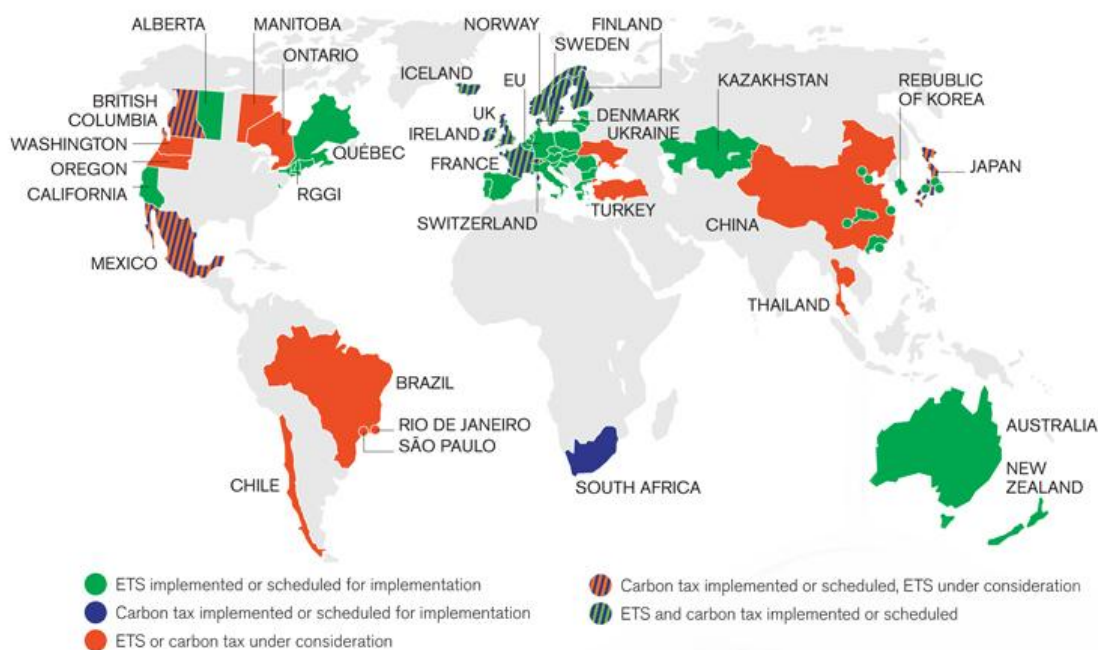 ALBERTA
MANITOBA
ONTARIO
BRITISH
COLUMBIA
WASHINGTON
OREGON
CALIFORNIA
QUÉBEC
RGGI
MEXICO
NORWAY
FINLAND
SWEDEN
ICELAND
EU
UK
IRELAND
FRANCE
DENMARK
UKRAINE
SWITZERLAND
TURKEY
KAZAKHSTAN
REBUBLIC
OF KOREA
JAPAN
CHINA
THAILAND
BRAZIL
RIO DE JANEIRO
SÃO PAULO
CHILE
SOUTH AFRICA
AUSTRALIA
NEW
ZEALAND
ETS implemented or scheduled for implementation
Carbon tax implemented or scheduled for implementation
ETS or carbon tax under consideration
Carbon tax implemented or scheduled, ETS under consideration
ETS and carbon tax implemented or scheduled